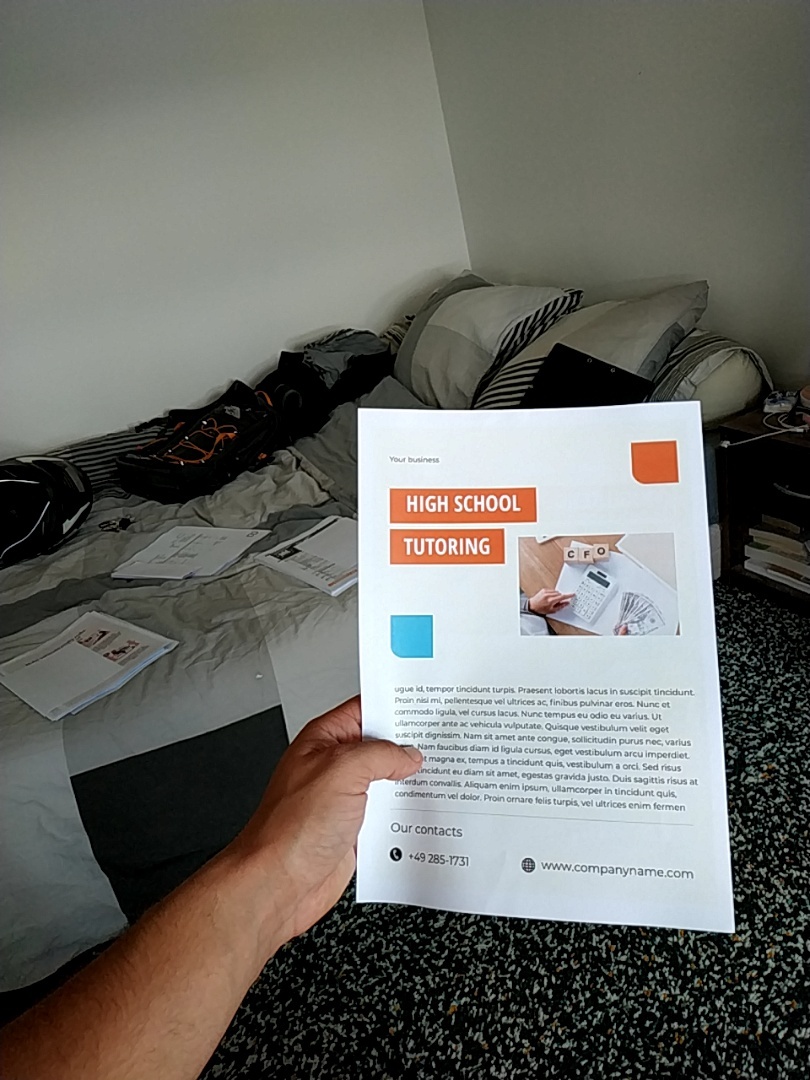 Your business
HIGH SCHOOL
TUTORING
CFO
ugue id, tempor tincidunt turpis. Praesent lobortis lacus in suscipit tincidunt.
Proin nisi mi, pellentesque vel ultrices ac, finibus pulvinar eros. Nunc et
commodo ligula, vel cursus lacus. Nunc tempus eu odio eu varius. Ut
ullamcorper ante ac vehicula vulputate. Quisque vestibulum velit eget
suscipit dignissim. Nam sit amet ante congue, sollicitudin purus nec, varius
Nam faucibus diam id ligula cursus, eget vestibulum arcu imperdiet.
magna ex, tempus a tincidunt quis, vestibulum a orci. Sed risus
tincidunt eu diam sit amet, egestas gravida justo. Duis sagittis risus at
interdum convallis. Aliquam enim ipsum, ullamcorper in tincidunt quis,
condimentum vel dolor. Proin ornare felis turpis, vel ultrices enim fermen
Our contacts
+49 285-1731
www.companyname.com